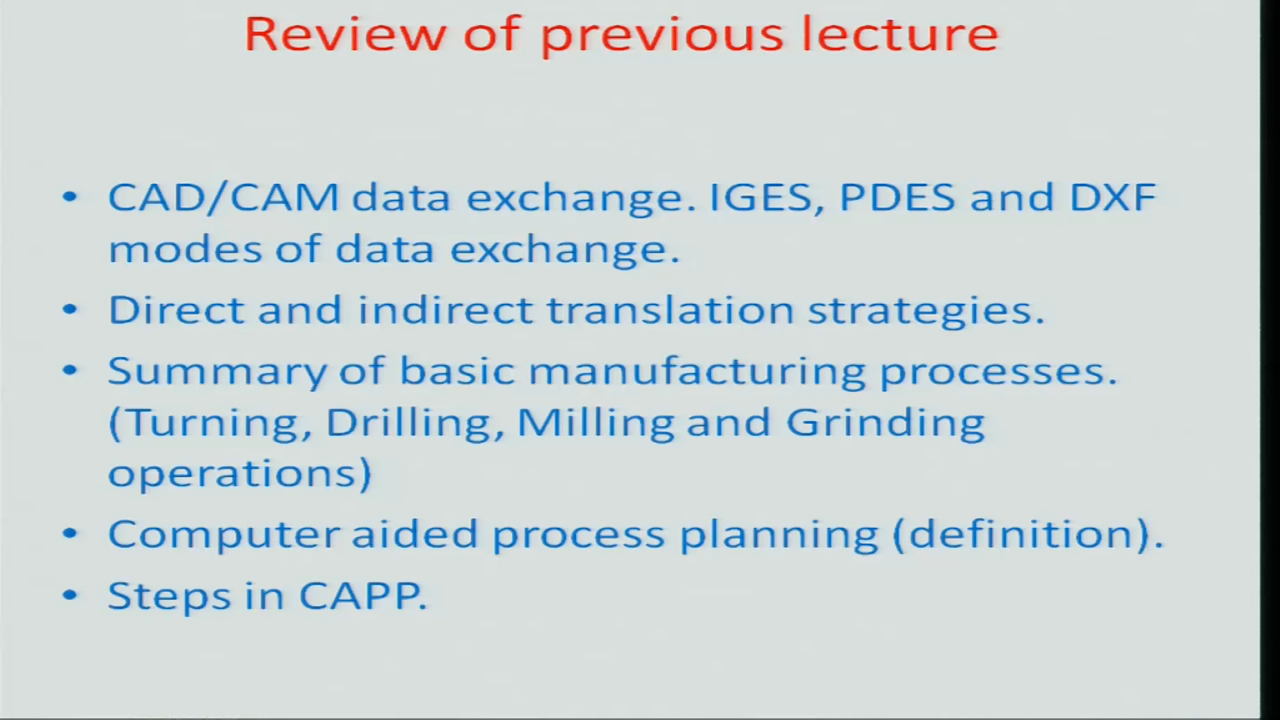 Review of previous lecture
• CAD/CAM data exchange. IGES, PDES and DXF
modes of data exchange.
• Direct and indirect translation strategies.
• Summary of basic manufacturing processes.
(Turning, Drilling, Milling and Grinding
operations)
• Computer aided process planning (definition).
• Steps in CAPP.